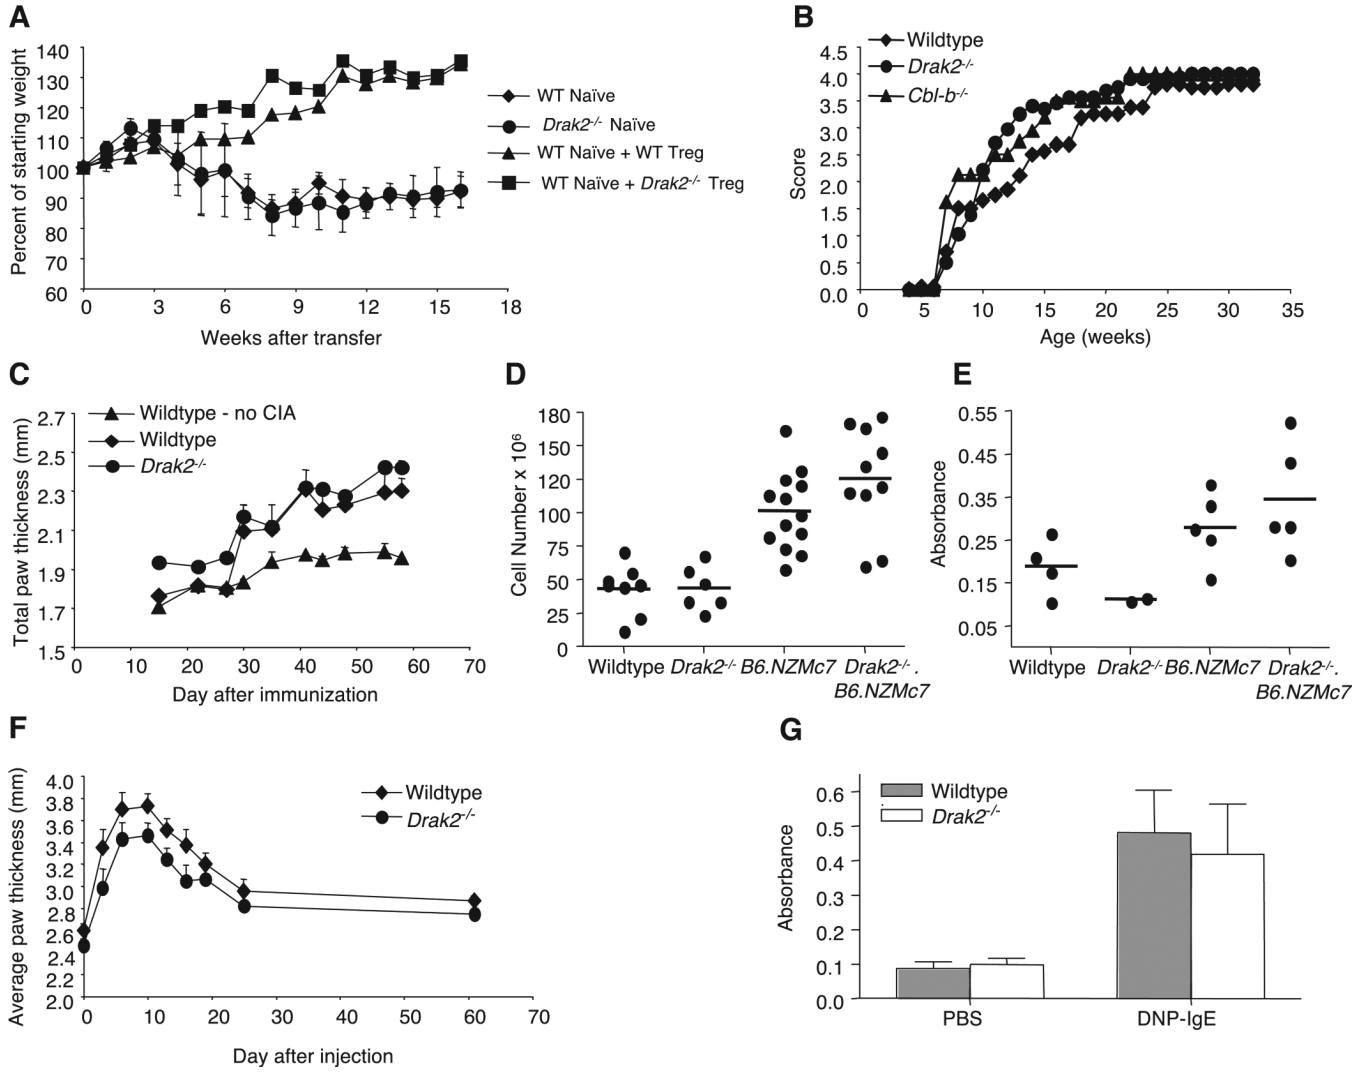 A
Percent of starting weight
140
130
120
110
100
90
80
70
60
0 3 6 9 12 15 18
Weeks after transfer
WT Naïve
Drak2-/- Naïve
WT Naïve + WT Treg
WT Naïve + Drak2-/- Treg
B
Score
4.5
4.0
3.5
3.0
2.5
2.0
1.5
1.0
0.5
0.0
0 5 10 15 20 25 30 35
Age (weeks)
Wildtype
Drak2-/-
Cbl-b-/-
C
Total paw thickness (mm)
2.7
2.5
2.3
2.1
1.9
1.7
1.5
0 10 20 30 40 50 60 70
Day after immunization
Wildtype - no CIA
Wildtype
Drak2-/-
D
Cell Number x 10⁶
180
150
120
100
75
50
25
0
Wildtype Drak2-/- B6.NZMc7 Drak2-/-.
B6.NZMc7
E
Absorbance
0.55
0.45
0.35
0.25
0.15
0.05
Wildtype Drak2-/- B6.NZMc7 Drak2-/-.
B6.NZMc7
F
Average paw thickness (mm)
4.0
3.8
3.6
3.4
3.2
3.0
2.8
2.6
2.4
2.2
2.0
0 10 20 30 40 50 60 70
Day after injection
Wildtype
Drak2-/-
G
Absorbance
0.6
0.5
0.4
0.3
0.2
0.1
0.0
PBS DNP-IgE
Wildtype
Drak2-/-